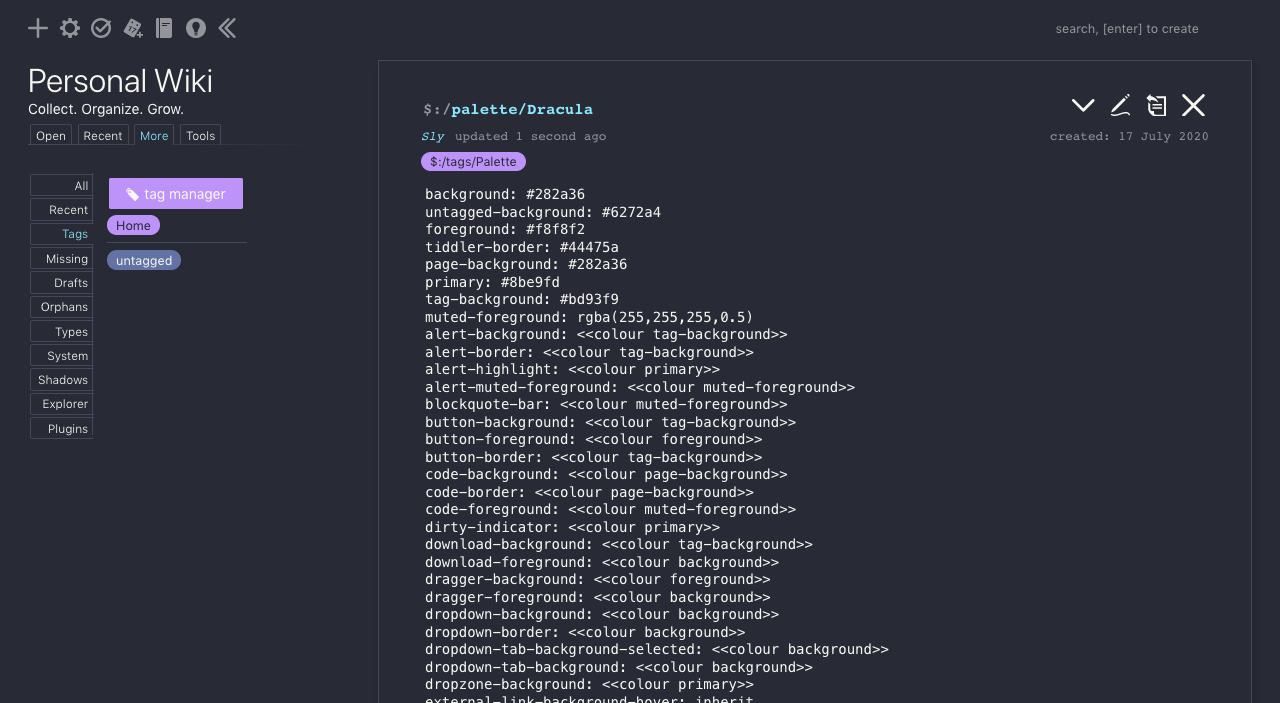 search, [enter] to create
Personal Wiki
Collect. Organize. Grow.
Open
Recent
More
Tools
All
Recent
Tags
Missing
Drafts
Orphans
Types
System
Shadows
Explorer
Plugins
tag manager
Home
untagged
$:/palette/Dracula
Sly updated 1 second ago
created: 17 July 2020
$:/tags/Palette
background: #282a36
untagged-background: #6272a4
foreground: #f8f8f2
tiddler-border: #44475a
page-background: #282a36
primary: #8be9fd
tag-background: #bd93f9
muted-foreground: rgba(255,255,255,0.5)
alert-background: <<colour tag-background>>
alert-border: <<colour tag-background>>
alert-highlight: <<colour primary>>
alert-muted-foreground: <<colour muted-foreground>>
blockquote-bar: <<colour muted-foreground>>
button-background: <<colour tag-background>>
button-foreground: <<colour foreground>>
button-border: <<colour tag-background>>
code-background: <<colour page-background>>
code-border: <<colour page-background>>
code-foreground: <<colour muted-foreground>>
dirty-indicator: <<colour primary>>
download-background: <<colour tag-background>>
download-foreground: <<colour background>>
dragger-background: <<colour foreground>>
dragger-foreground: <<colour background>>
dropdown-background: <<colour background>>
dropdown-border: <<colour background>>
dropdown-tab-background-selected: <<colour background>>
dropdown-tab-background: <<colour background>>
dropzone-background: <<colour primary>>
external-link-background-hover: inherit